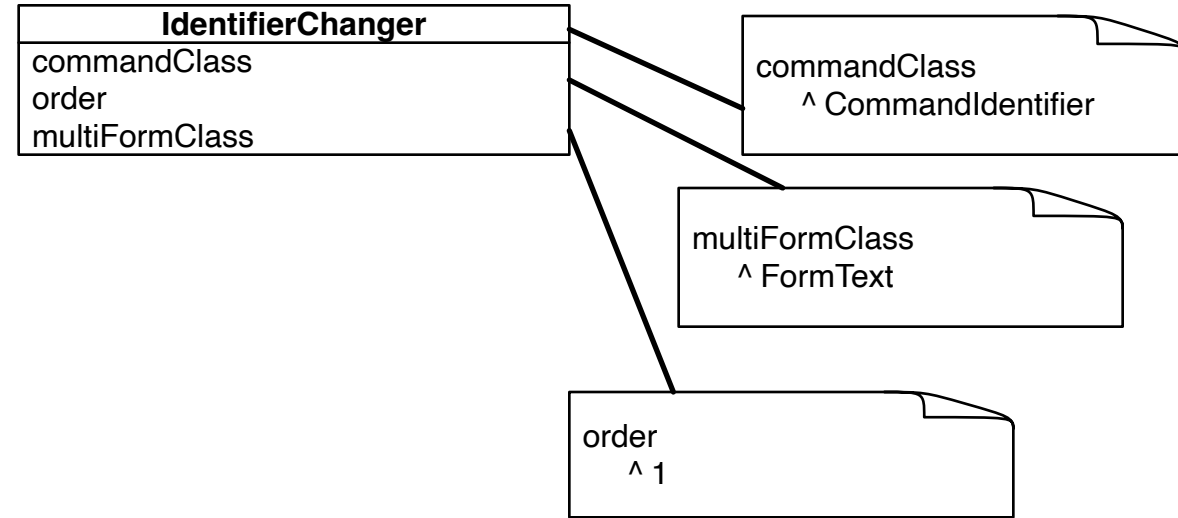 IdentifierChanger
commandClass
order
multiFormClass
commandClass
^ CommandIdentifier
multiFormClass
^ FormText
order
^ 1